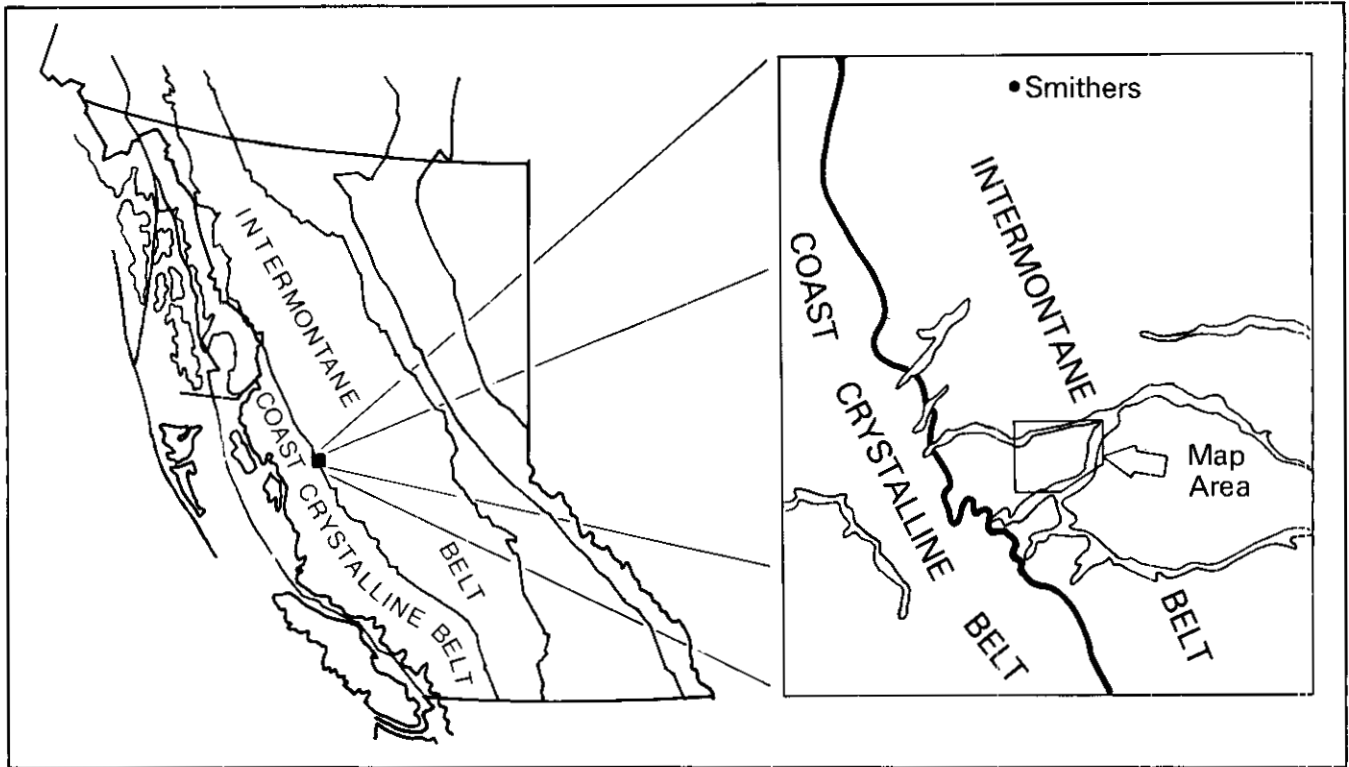 INTERMONTANE
BELT
COAST CRYSTALLINE BELT
Smithers
INTERMONTANE
BELT
COAST
CRYSTALLINE
BELT
Map
Area